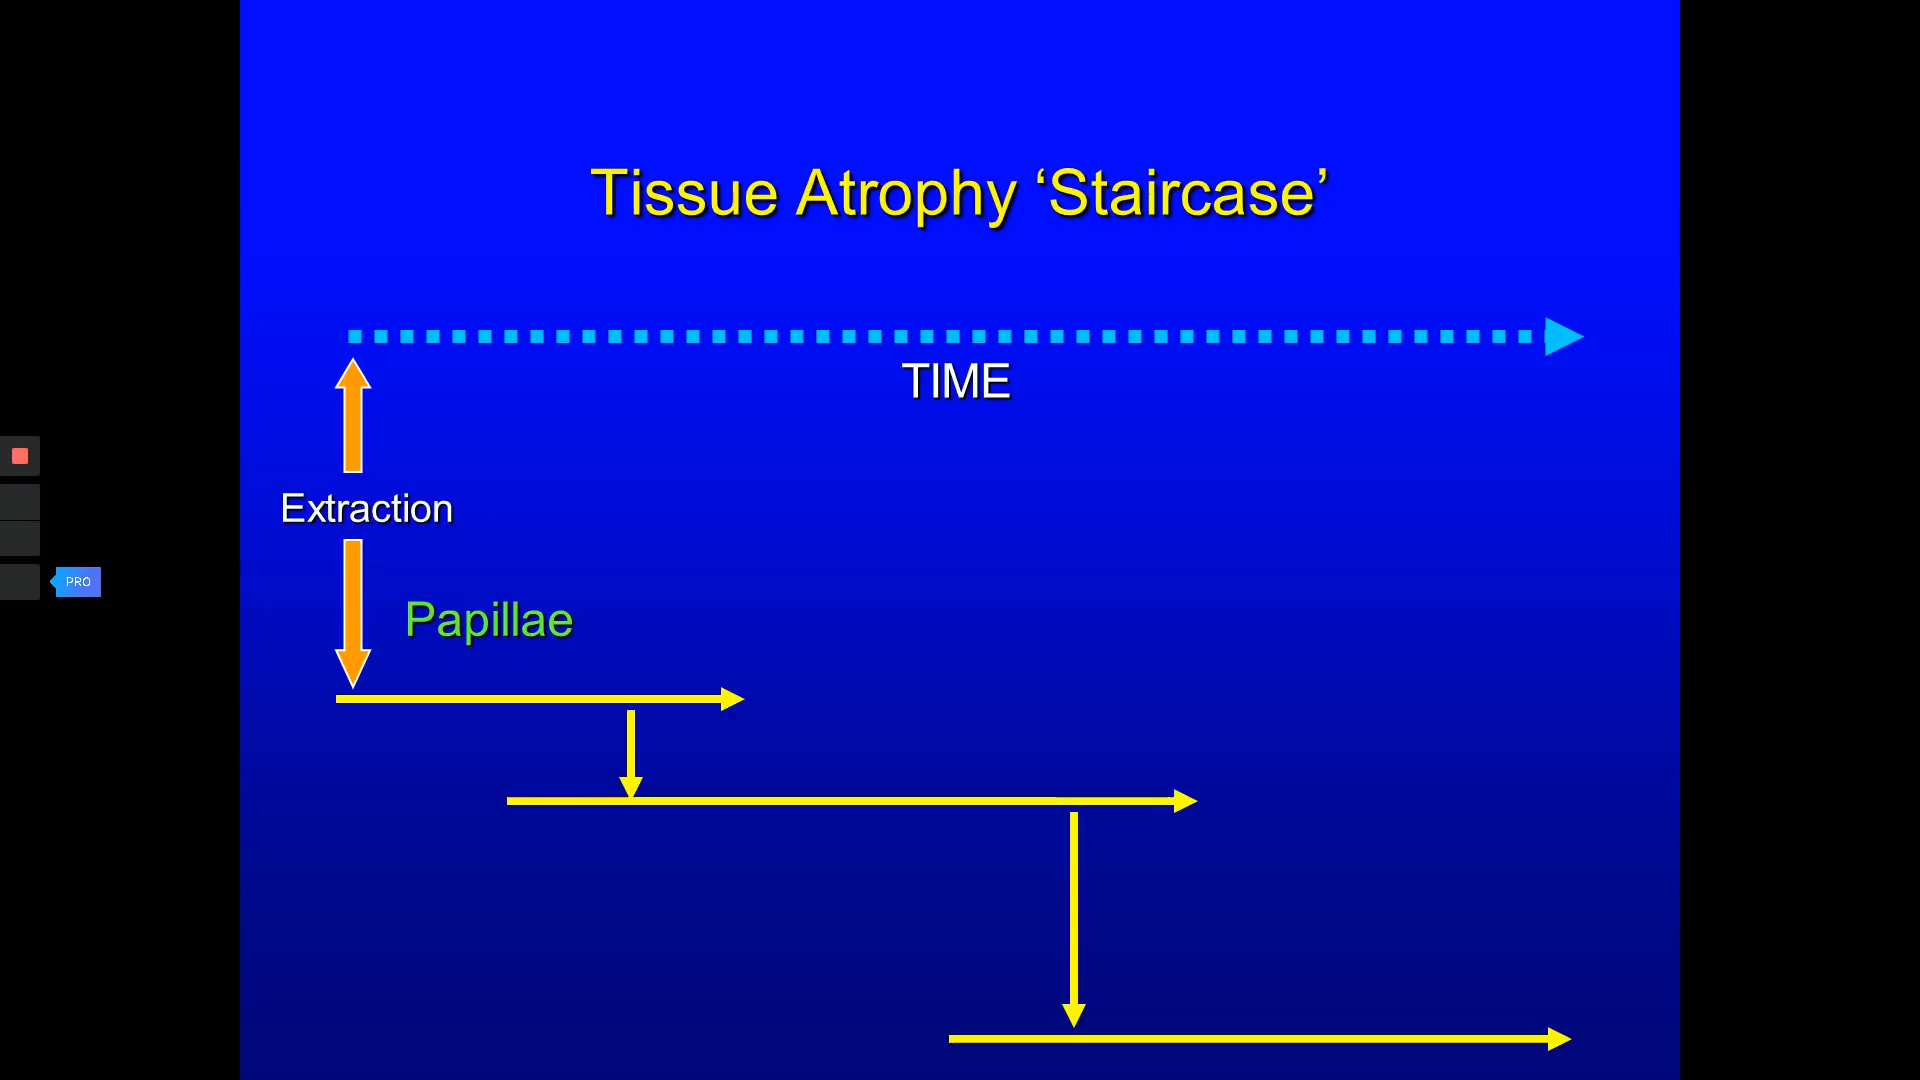 Tissue Atrophy ‘Staircase’
TIME
Extraction
PRO
Papillae